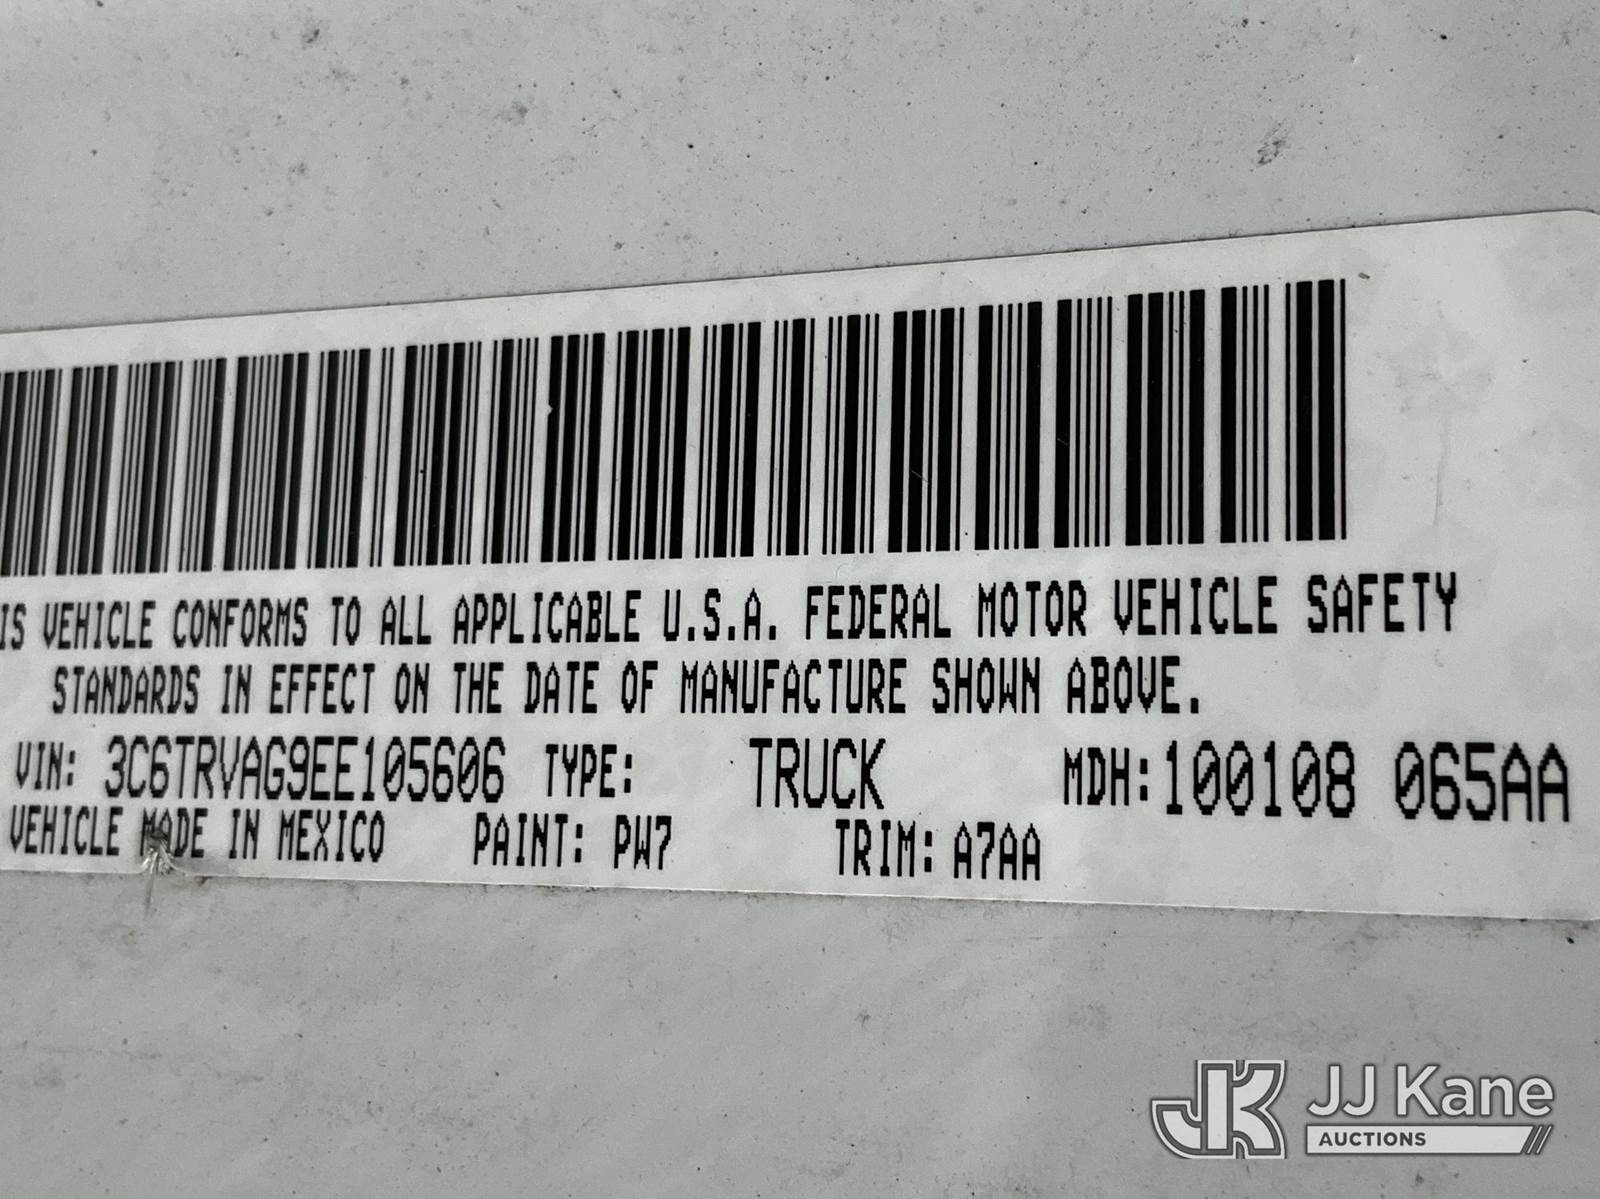 IS VEHICLE CONFORMS TO ALL APPLICABLE U.S.A. FEDERAL MOTOR VEHICLE SAFETY
STANDARDS IN EFFECT ON THE DATE OF MANUFACTURE SHOWN ABOVE.
VIN: 3C6TRVAG9EE105606 TYPE: TRUCK MDH:100108 065AA
VEHICLE MADE IN MEXICO PAINT: PW7 TRIM: A7AA
JK JJ Kane
AUCTIONS